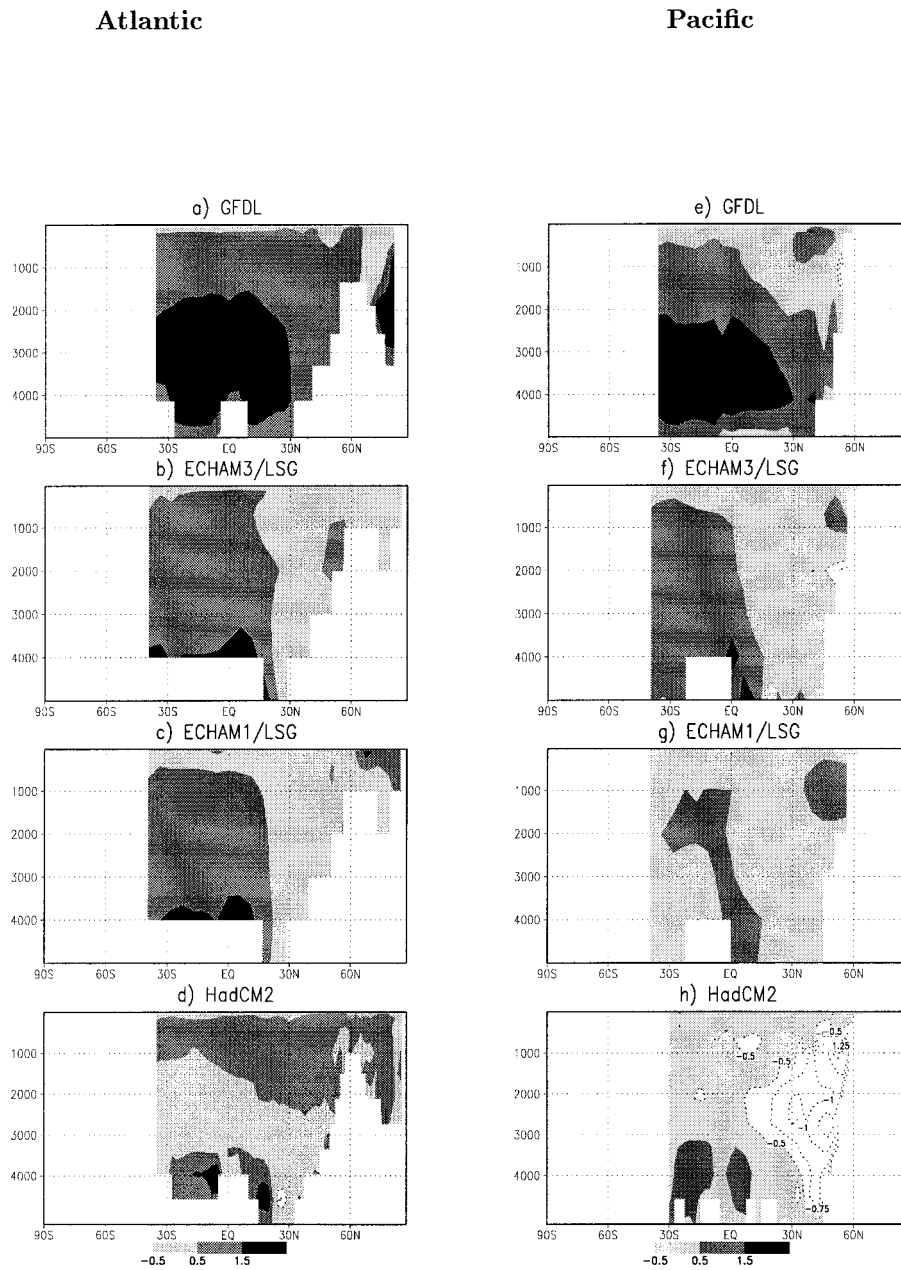 Atlantic Pacific
a) GFDL
1000
2000
3000
4000
90S 60S 30S EQ 30N 60N
e) GFDL
1000
2000
3000
4000
90S 60S 30S EQ 30N 60N
b) ECHAM3/LSG
1000
2000
3000
4000
90S 60S 30S EQ 30N 60N
f) ECHAM3/LSG
1000
2000
3000
4000
90S 60S 30S EQ 30N 60N
c) ECHAM1/LSG
1000
2000
3000
4000
90S 60S 30S EQ 30N 60N
g) ECHAM1/LSG
1000
2000
3000
4000
90S 60S 30S EQ 30N 60N
d) HadCM2
1000
2000
3000
4000
90S 60S 30S EQ 30N 60N
-0.5 0.5 1.5
h) HadCM2
-0.5
1.25
-0.5 -0.5
1000
2000
-1
-1
3000
-0.5
4000
-0.75
90S 60S 30S EQ 30N 60N
-0.5 0.5 1.5